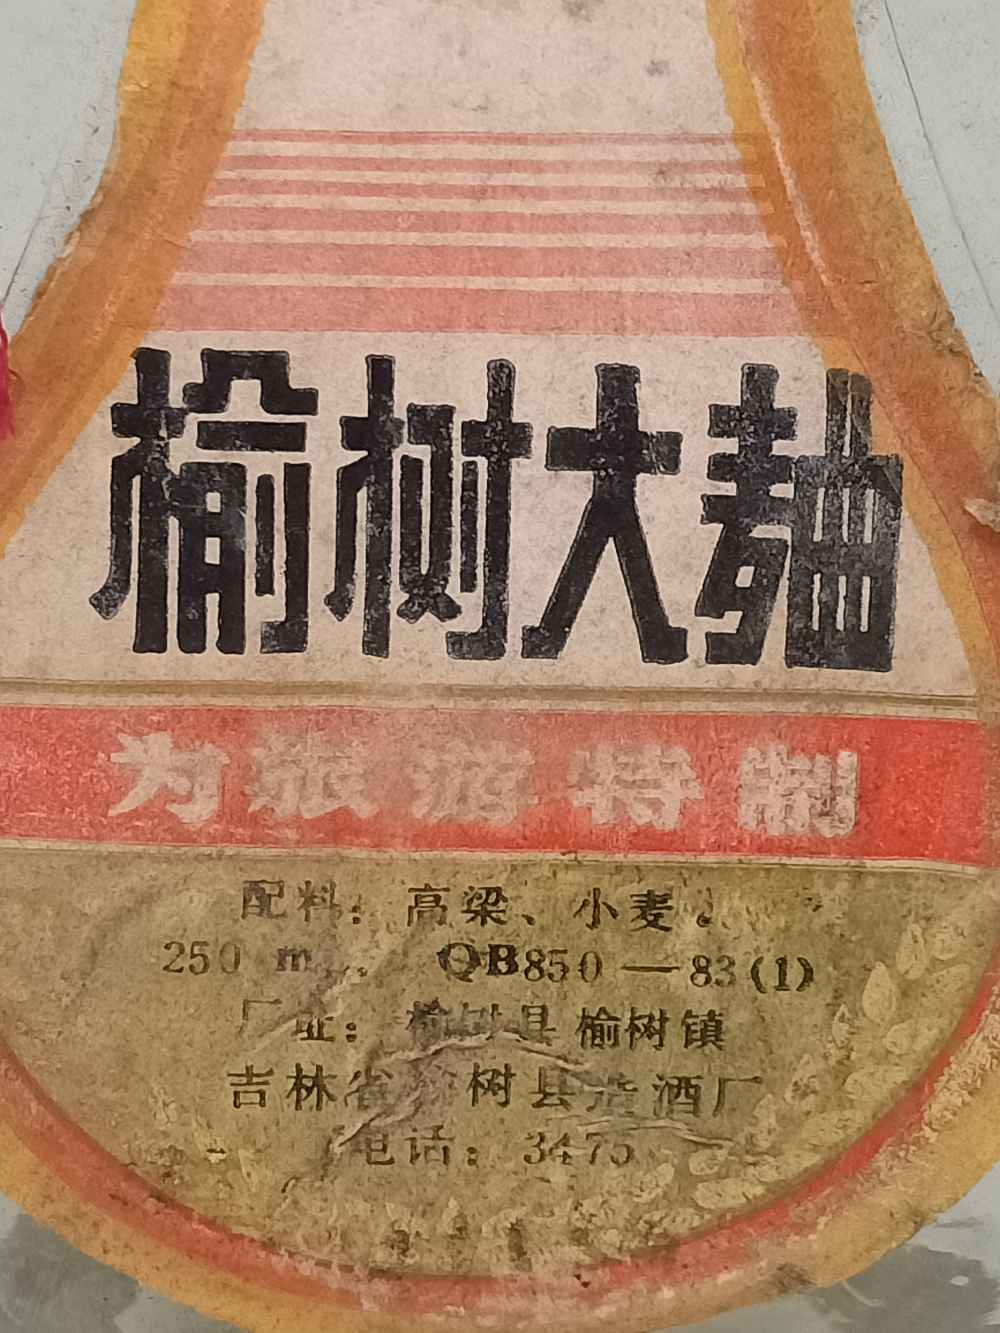 榆树大麯
为旅游特制
配料：高粱、小麦。
250 ml. QB850—83(1)
厂址：榆树县榆树镇
吉林省榆树县造酒厂
电话：3475